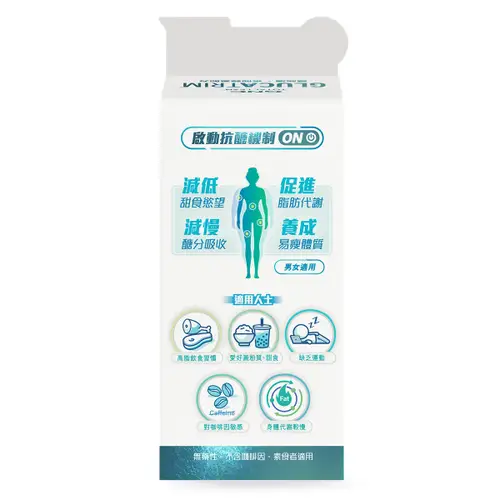 GLUCATRIM
啟動抗醣機制 ON
減低
甜食慾望
促進
脂肪代謝
減慢
醣分吸收
養成
易瘦體質
男女適用
適用人士
高脂飲食習慣
愛好澱粉質、甜食
缺乏運動
Caffeine
Fat
對咖啡因敏感
身體代謝較慢
無藥性、不含咖啡因、素食者適用